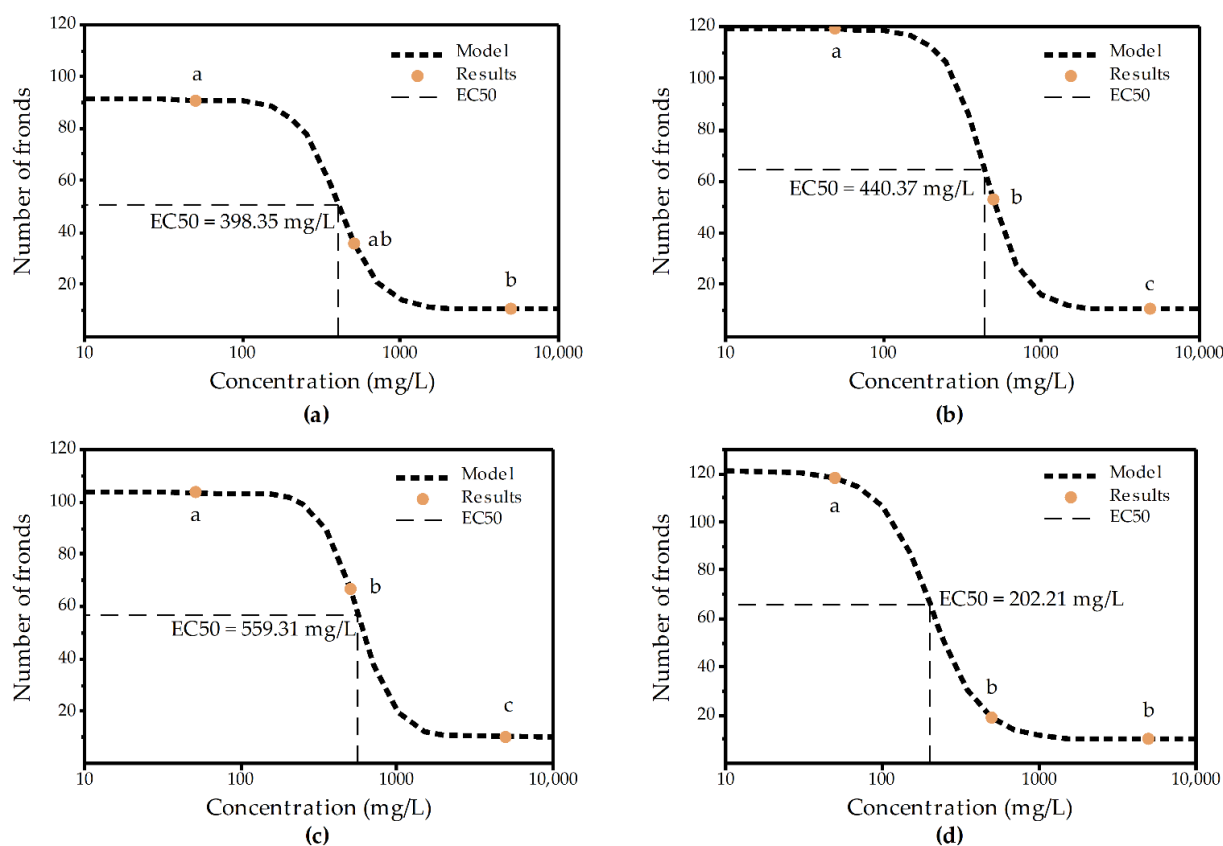 120
100
80
60
40
20
Number of fronds
a
Model
Results
EC50
EC50 = 398.35 mg/L
ab
b
10
100
1000
10,000
Concentration (mg/L)
(a)
120
100
80
60
40
20
Number of fronds
a
Model
Results
EC50
EC50 = 440.37 mg/L
b
c
10
100
1000
10,000
Concentration (mg/L)
(b)
120
100
80
60
40
20
Number of fronds
a
Model
Results
EC50
b
EC50 = 559.31 mg/L
c
10
100
1000
10,000
Concentration (mg/L)
(c)
120
100
80
60
40
20
Number of fronds
a
Model
Results
EC50
EC50 = 202.21 mg/L
b
b
10
100
1000
10,000
Concentration (mg/L)
(d)